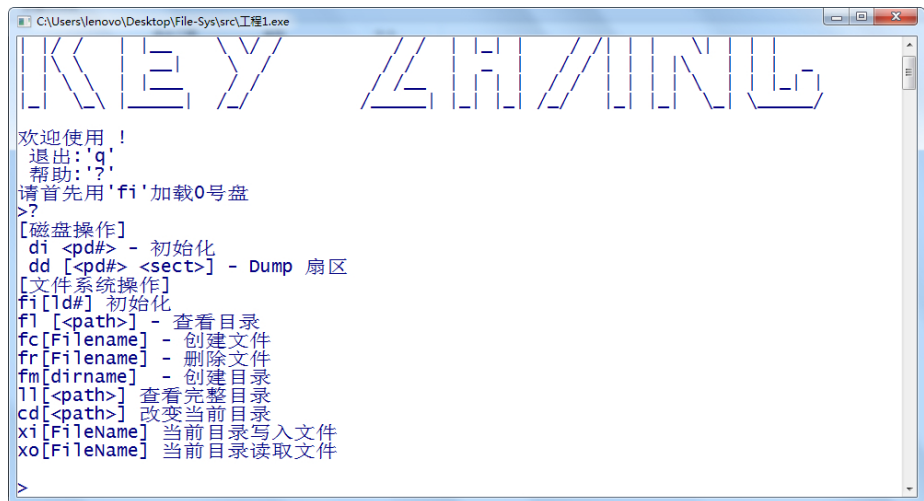 C:\Users\lenovo\Desktop\File-Sys\src\工程1.exe
KEY ZHANG
欢迎使用 !
退出:'q'
帮助:'?'
请首先用'fi'加载0号盘
>?
[磁盘操作]
di <pd#> - 初始化
dd [<pd#> <sect>] - Dump 扇区
[文件系统操作]
fi[ld#] 初始化
fl [<path>] - 查看目录
fc[Filename] - 创建文件
fr[Filename] - 删除文件
fm[dirname]  - 创建目录
ll[<path>] 查看完整目录
cd[<path>] 改变当前目录
xi[FileName] 当前目录写入文件
xo[FileName] 当前目录读取文件
>